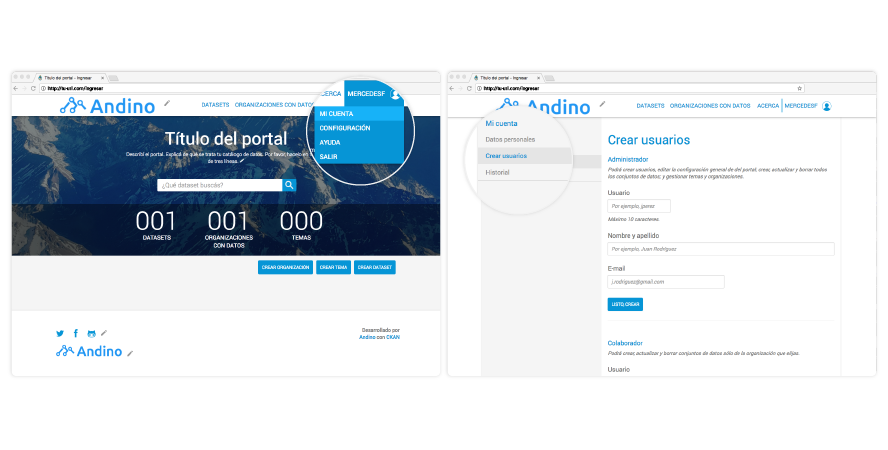 Título del portal - Ingresar
http://tu-url.com/ingresar
Andino
DATASETS
ORGANIZACIONES CON DATOS
ACERCA
MERCEDESF
MI CUENTA
CONFIGURACIÓN
AYUDA
SALIR
Título del portal
Describí el portal. Explicá de qué se trata tu catálogo de datos. Por favor, hacelo en
de tres líneas.
¿Qué dataset buscás?
001
DATASETS
001
ORGANIZACIONES
CON DATOS
000
TEMAS
CREAR ORGANIZACIÓN
CREAR TEMA
CREAR DATASET
Andino
Desarrollado por
Andino con CKAN
Título del portal - Ingresar
http://tu-url.com/ingresar
Andino
DATASETS
ORGANIZACIONES CON DATOS
ACERCA
MERCEDESF
Mi cuenta
Datos personales
Crear usuarios
Historial
Crear usuarios
Administrador
Podrá crear usuarios, editar la configuración general de del portal; crear, actualizar y borrar todos
los conjuntos de datos; y gestionar temas y organizaciones.
Usuario
Por ejemplo, jperez
Máximo 10 caracteres.
Nombre y apellido
Por ejemplo, Juan Rodríguez
E-mail
j.rodriguez@gmail.com
LISTO, CREAR
Colaborador
Podrá crear, actualizar y borrar conjuntos de datos sólo de la organización que elijas.
Usuario